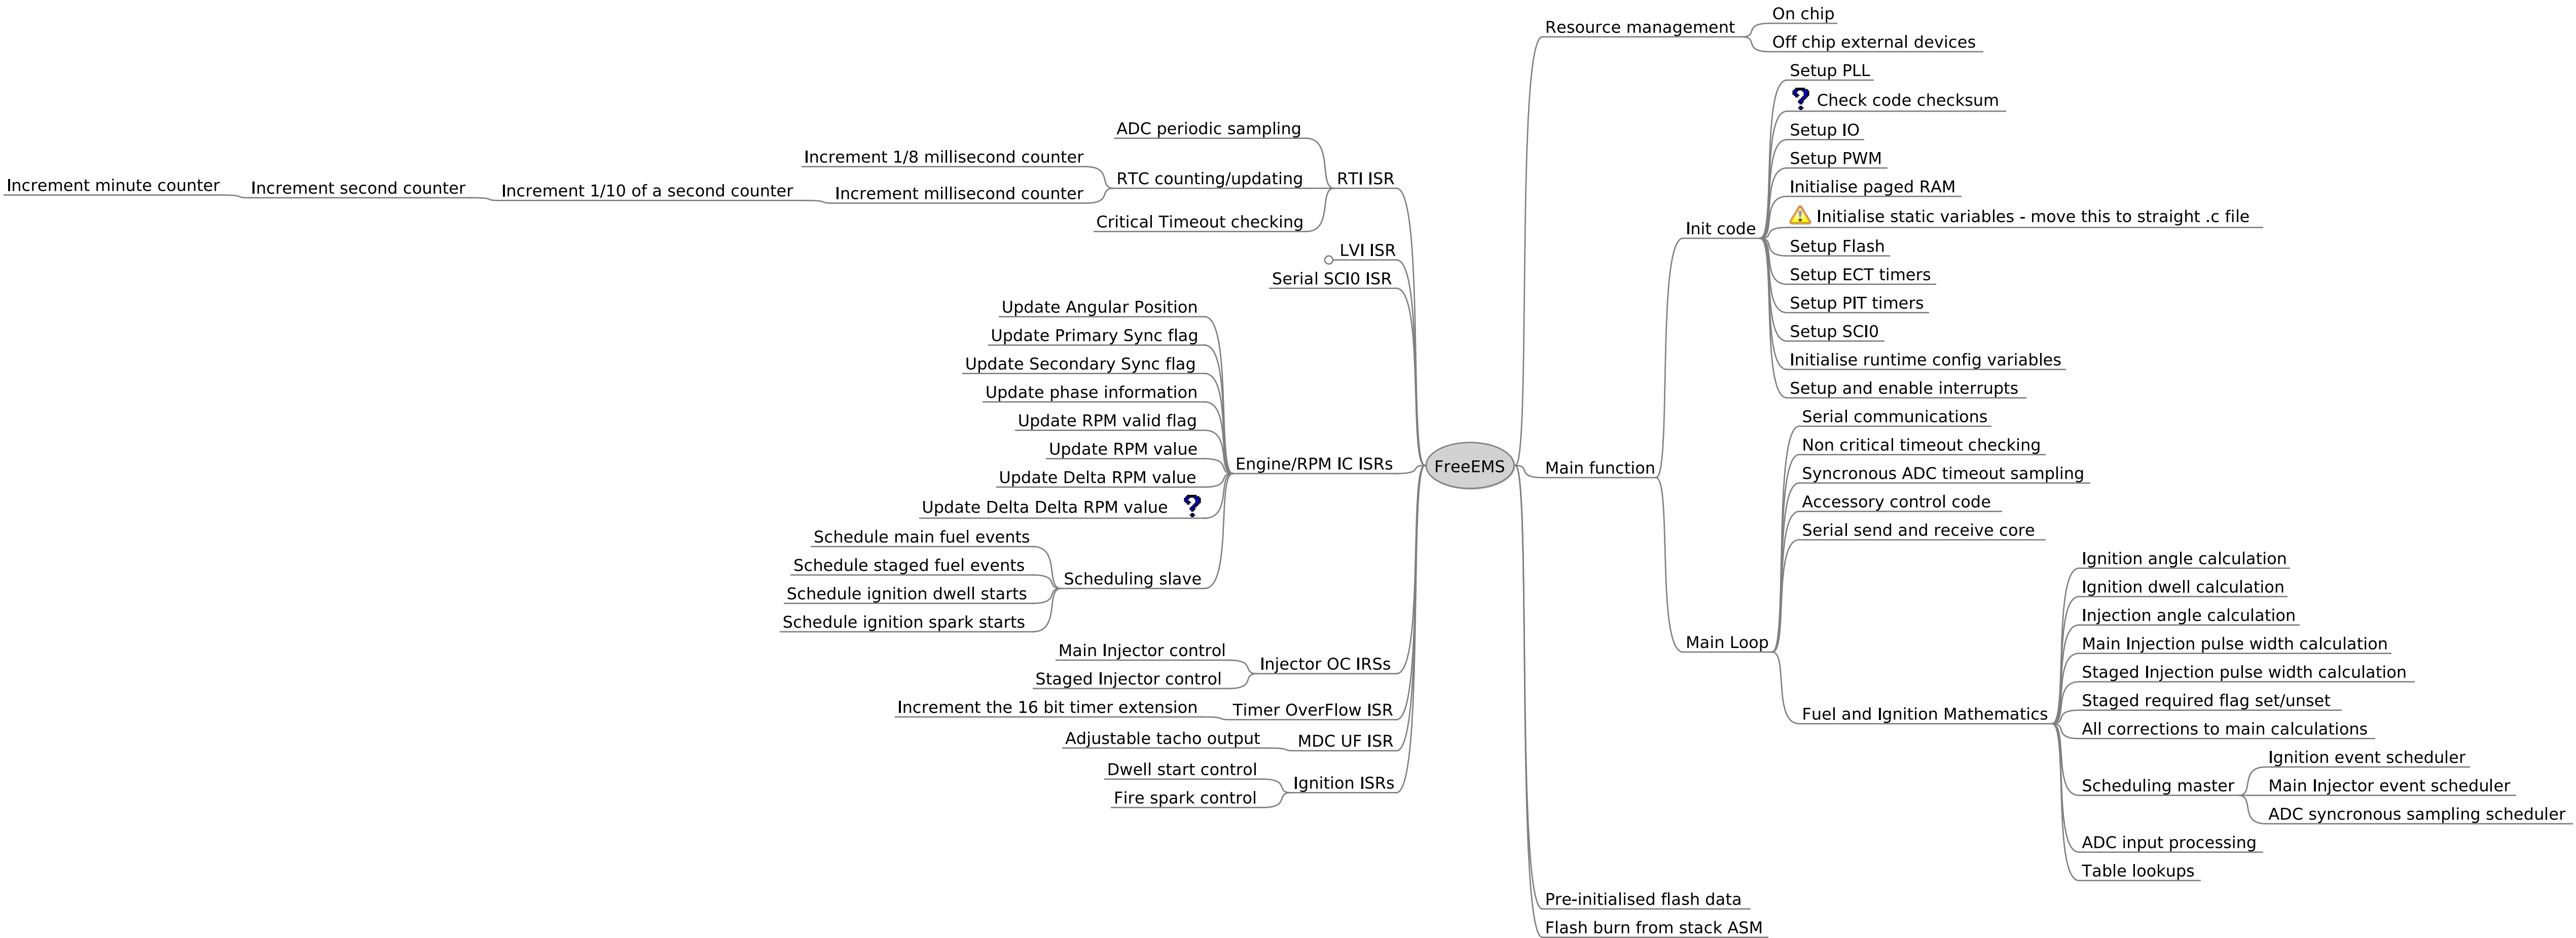 FreeEMS
Resource management
On chip
Off chip external devices
Main function
Init code
Setup PLL
Check code checksum
Setup IO
Setup PWM
Initialise paged RAM
Initialise static variables - move this to straight .c file
Setup Flash
Setup ECT timers
Setup PIT timers
Setup SCI0
Initialise runtime config variables
Setup and enable interrupts
Main Loop
Serial communications
Non critical timeout checking
Syncronous ADC timeout sampling
Accessory control code
Serial send and receive core
Fuel and Ignition Mathematics
Ignition angle calculation
Ignition dwell calculation
Injection angle calculation
Main Injection pulse width calculation
Staged Injection pulse width calculation
Staged required flag set/unset
All corrections to main calculations
Scheduling master
Ignition event scheduler
Main Injector event scheduler
ADC syncronous sampling scheduler
ADC input processing
Table lookups
Pre-initialised flash data
Flash burn from stack ASM
RTI ISR
ADC periodic sampling
RTC counting/updating
Increment 1/8 millisecond counter
Increment millisecond counter
Increment 1/10 of a second counter
Increment second counter
Increment minute counter
Critical Timeout checking
LVI ISR
Serial SCI0 ISR
Engine/RPM IC ISRs
Update Angular Position
Update Primary Sync flag
Update Secondary Sync flag
Update phase information
Update RPM valid flag
Update RPM value
Update Delta RPM value
Update Delta Delta RPM value
Scheduling slave
Schedule main fuel events
Schedule staged fuel events
Schedule ignition dwell starts
Schedule ignition spark starts
Injector OC IRSs
Main Injector control
Staged Injector control
Timer OverFlow ISR
Increment the 16 bit timer extension
MDC UF ISR
Adjustable tacho output
Ignition ISRs
Dwell start control
Fire spark control